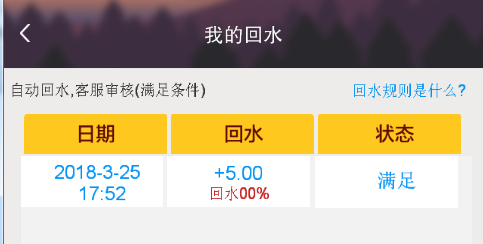 我的回水
自动回水,客服审核(满足条件)
回水规则是什么?
日期
回水
状态
2018-3-25
17:52
+5.00
回水00%
满足